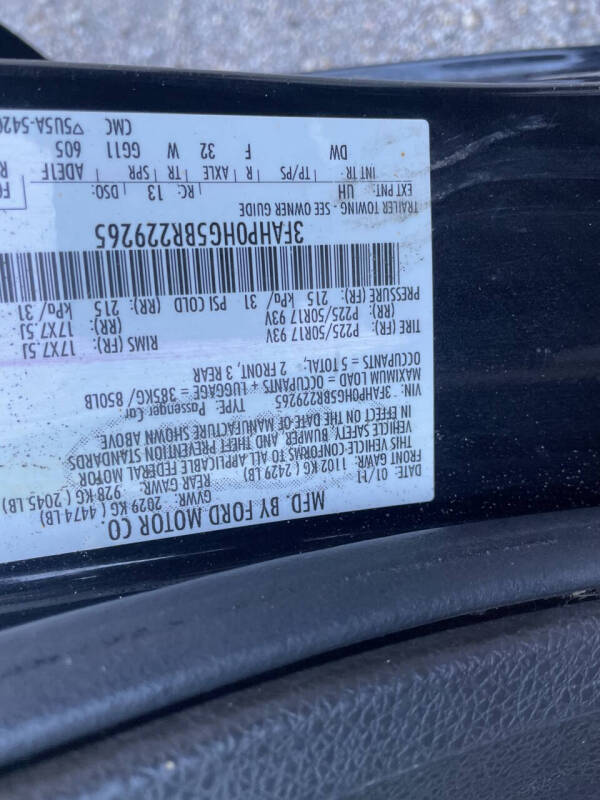 MFD. BY FORD MOTOR CO.
DATE: 01/11 GVWR: 2029 KG ( 4474 LB)
FRONT GAWR: REAR GAWR:
1102 KG ( 2429 LB) 928 KG ( 2045 LB)
THIS VEHICLE CONFORMS TO ALL APPLICABLE FEDERAL MOTOR
VEHICLE SAFETY, BUMPER, AND THEFT PREVENTION STANDARDS
IN EFFECT ON THE DATE OF MANUFACTURE SHOWN ABOVE
VIN: 3FAHP0HG5BR229265 TYPE: Passenger Car
MAXIMUM LOAD = OCCUPANTS + LUGGAGE = 385KG/ 850LB
OCCUPANTS = 5 TOTAL, 2 FRONT, 3 REAR
TIRE (FR): P225/50R17 93V RIMS (FR): 17X7.5J
(RR) P225/50R17 93V (RR): 17X7.5J
PRESSURE (FR): 215 kPa/ 31 PSI COLD (RR) 215 kPa/ 31
3FAHP0HG5BR229265
TRAILER TOWING - SEE OWNER GUIDE
EXT PNT: UH RC: 13 DSO:
INT TR TP/PS R AXLE TR SPR ADE1F
DW F 32 W GG11 605
CMC ▽5U5A-5420